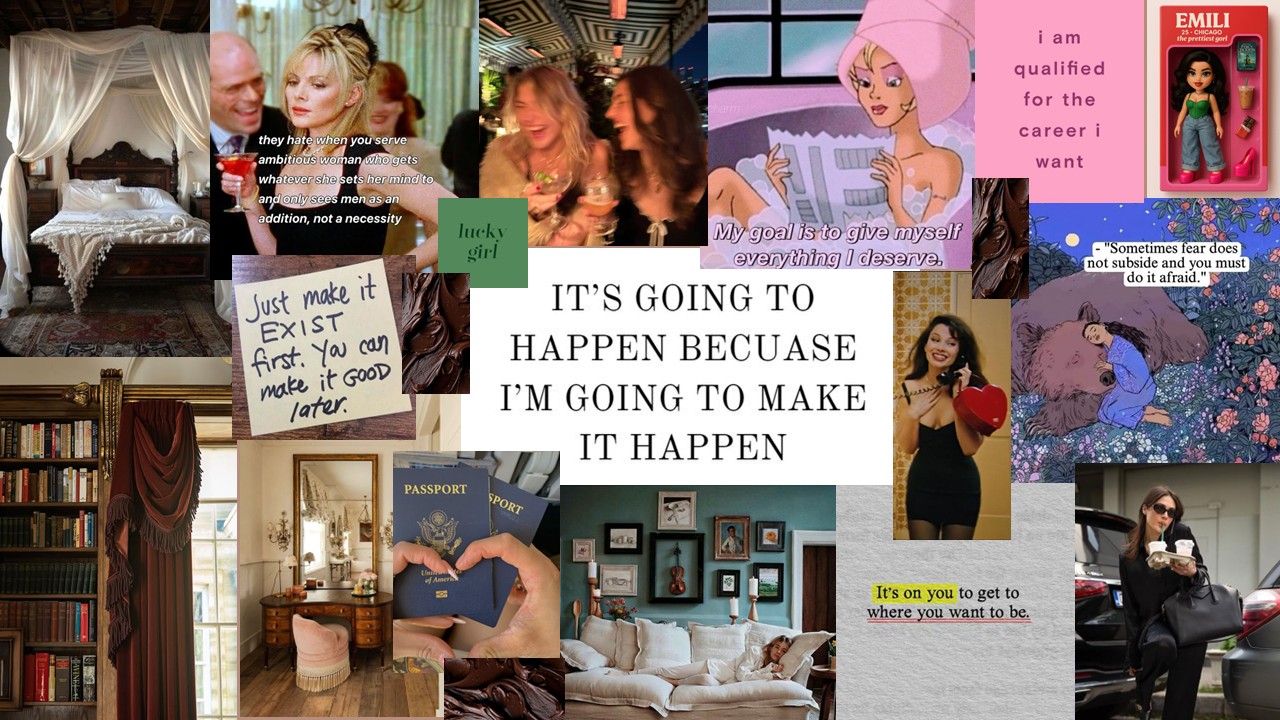 they hate when you serve
ambitious woman who gets
whatever she sets her mind to
and only sees men as an
addition, not a necessity
lucky
girl
My goal is to give myself
everything I deserve.
i am
qualified
for the
career i
want
EMILI
25 - CHICAGO
the prettiest girl
- "Sometimes fear does
not subside and you must
do it afraid."
Just make it
EXIST
first. You can
make it GOOD
later.
IT'S GOING TO
HAPPEN BECUASE
I'M GOING TO MAKE
IT HAPPEN
PASSPORT
SPORT
United States
of America
It's on you to get to
where you want to be.